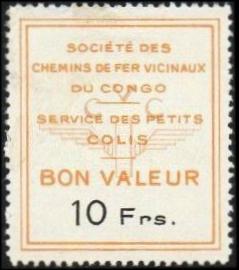 SOCIÉTÉ DES
CHEMINS DE FER VICINAUX
DU CONGO
SERVICE DES PETITS
COLIS
BON VALEUR
10 Frs.